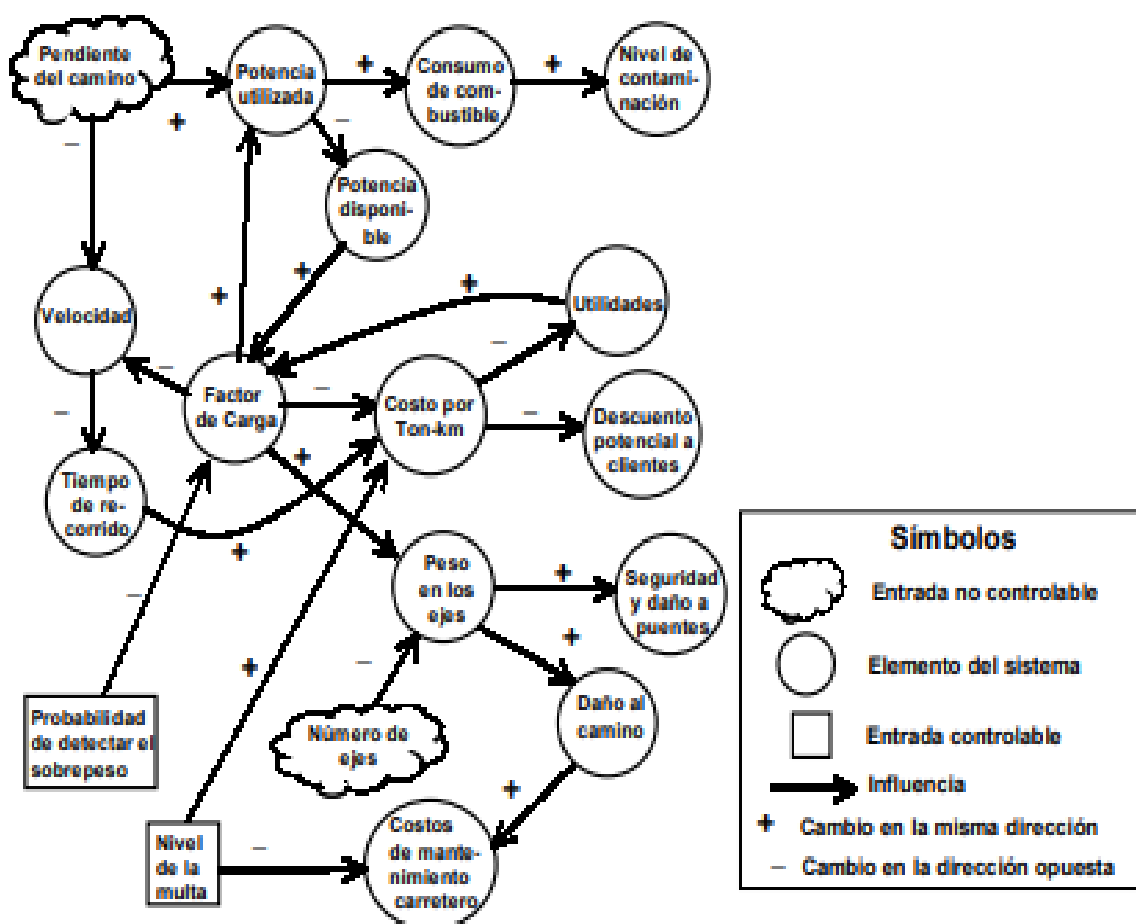 Pendiente
del camino
Potencia
utilizada
Consumo
de com-
bustible
Nivel de
contami-
nación
+
+
+
−
−
Potencia
disponi-
ble
+
+
+
Velocidad
Utilidades
−
−
−
−
−
Factor
de Carga
Costo por
Ton-km
Descuento
potencial a
clientes
+
Tiempo
de re-
corrido
+
−
Peso
en los
ejes
+
Seguridad
y daño a
puentes
+
+
−
Probabilidad
de detectar el
sobrepeso
Número de
ejes
Daño al
camino
+
Nivel
de la
multa
−
Costos
de mante-
nimiento
carretero
Símbolos
Entrada no controlable
Elemento del sistema
Entrada controlable
Influencia
+ Cambio en la misma dirección
− Cambio en la dirección opuesta